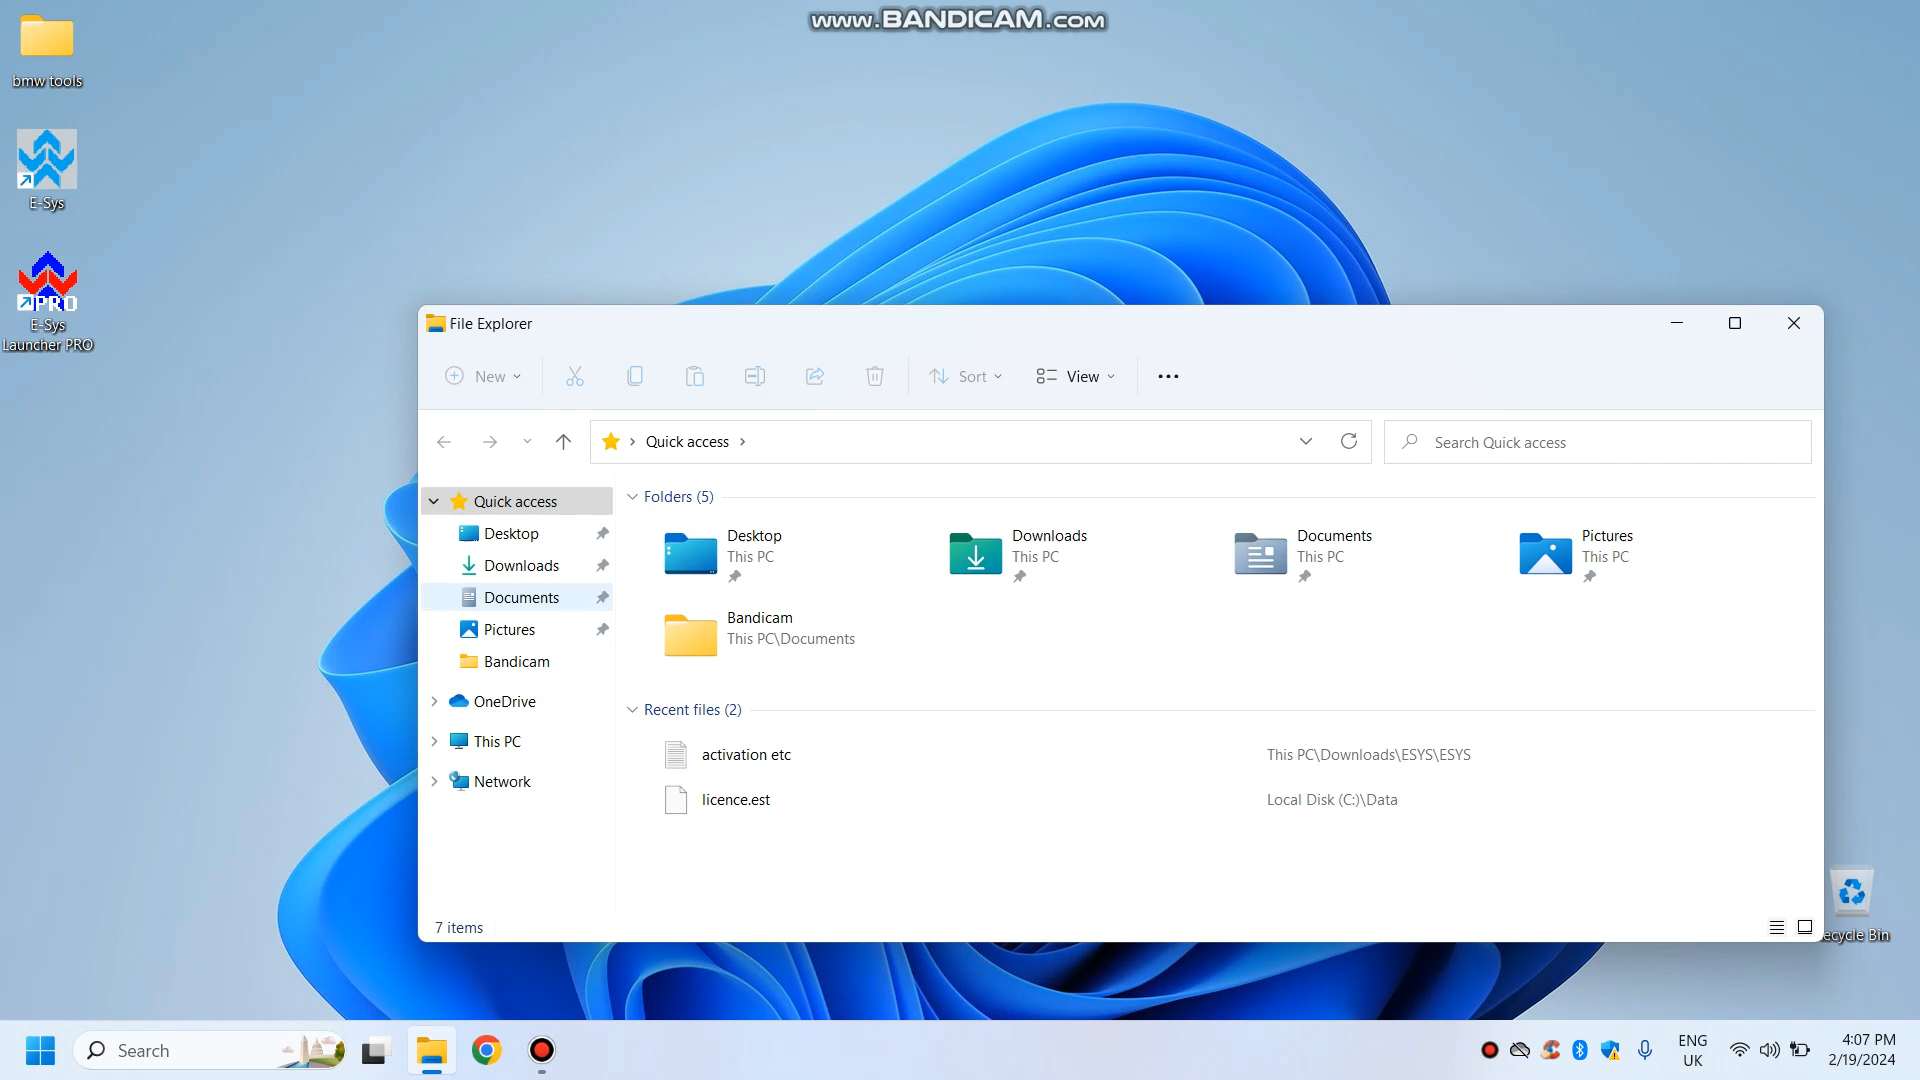 www.BANDICAM.com
bmw tools
E-Sys
PRO
E-Sys
Launcher PRO
File Explorer
New
Sort
View
Quick access
Search Quick access
Quick access
Desktop
Downloads
Documents
Pictures
Bandicam
OneDrive
This PC
Network
Folders (5)
Desktop
This PC
Downloads
This PC
Documents
This PC
Pictures
This PC
Bandicam
This PC\Documents
Recent files (2)
activation etc
This PC\Downloads\ESYS\ESYS
licence.est
Local Disk (C:)\Data
7 items
ecycle Bin
Search
ENG
UK
4:07 PM
2/19/2024